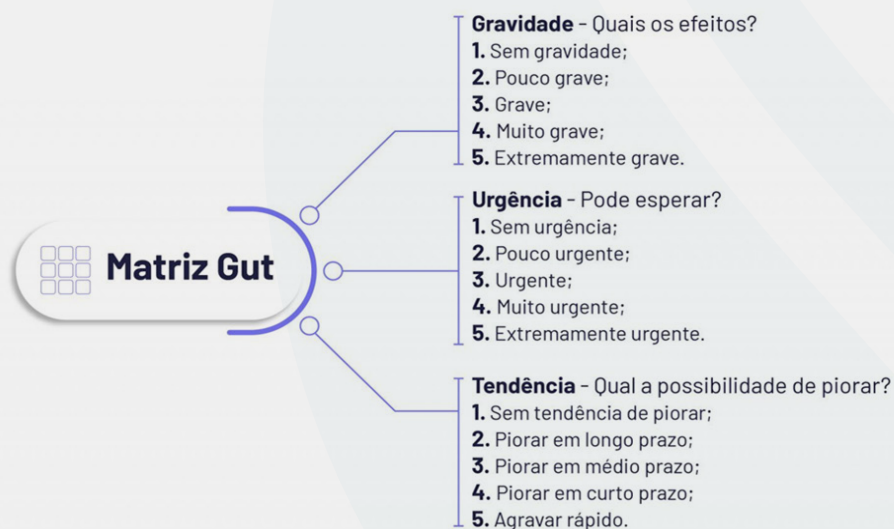 Matriz Gut
Gravidade - Quais os efeitos?
1. Sem gravidade;
2. Pouco grave;
3. Grave;
4. Muito grave;
5. Extremamente grave.
Urgência - Pode esperar?
1. Sem urgência;
2. Pouco urgente;
3. Urgente;
4. Muito urgente;
5. Extremamente urgente.
Tendência - Qual a possibilidade de piorar?
1. Sem tendência de piorar;
2. Piorar em longo prazo;
3. Piorar em médio prazo;
4. Piorar em curto prazo;
5. Agravar rápido.